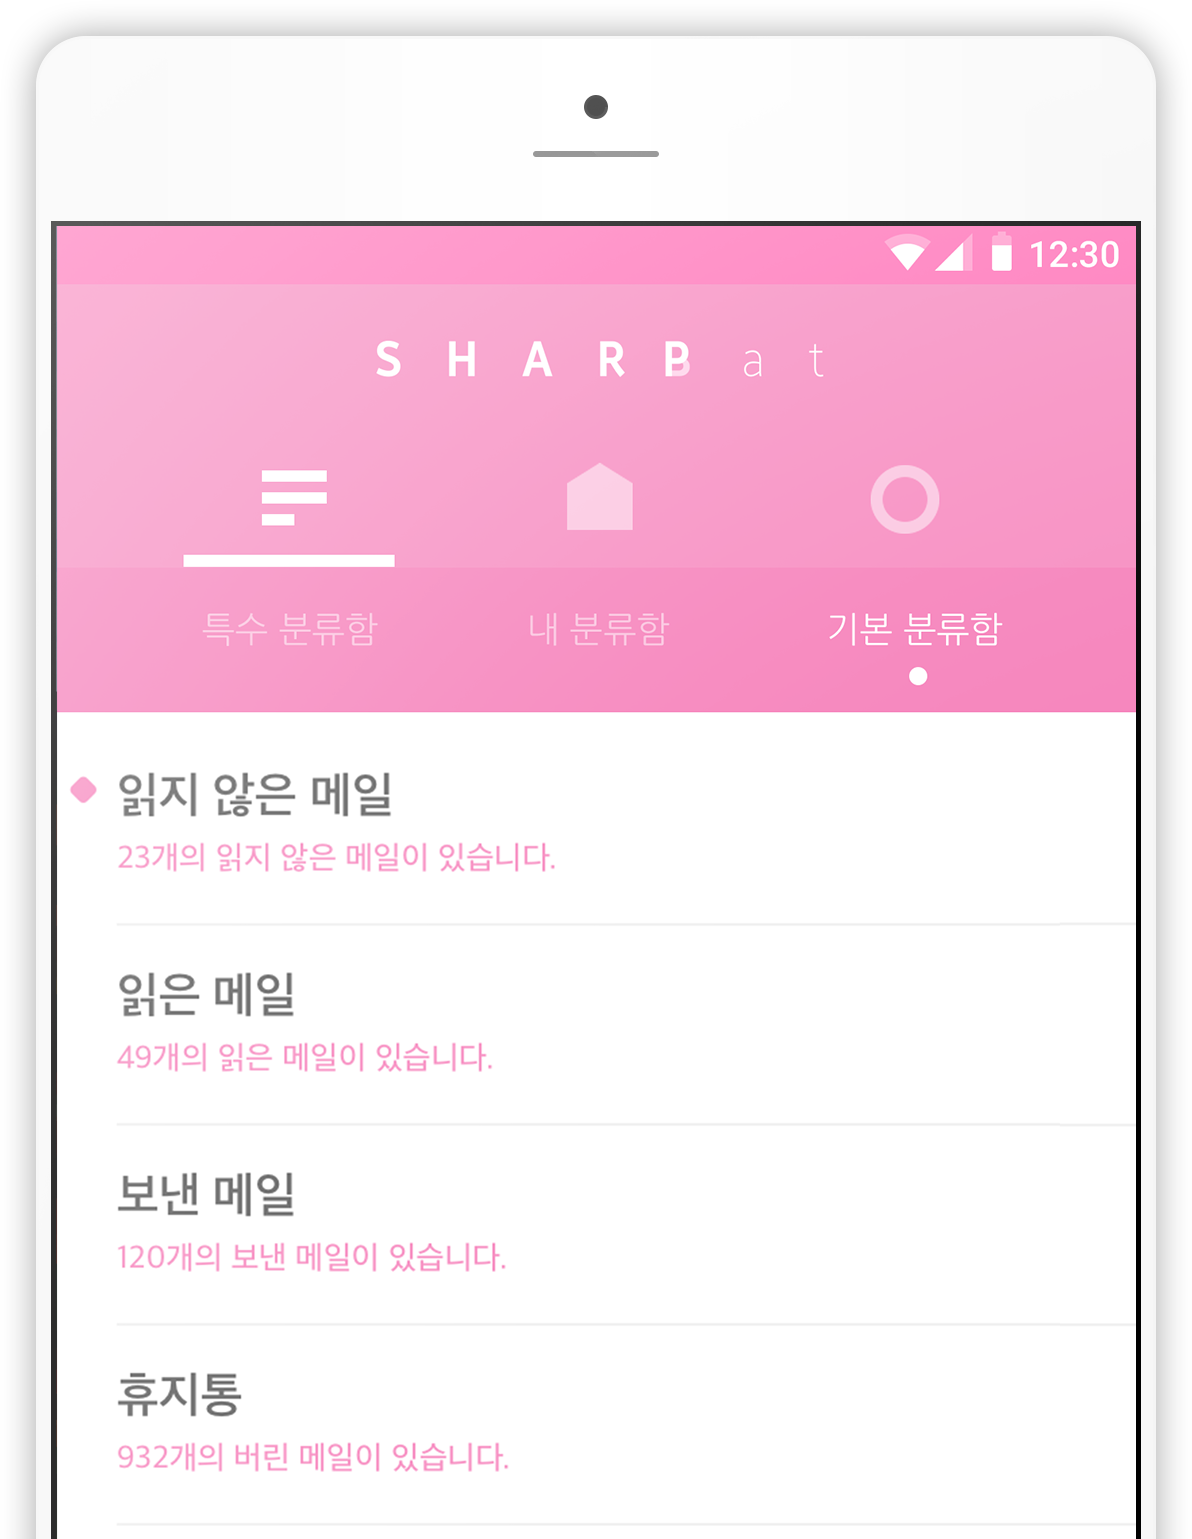 12:30
SHARBat
특수 분류함 내 분류함 기본 분류함
읽지 않은 메일
23개의 읽지 않은 메일이 있습니다.
읽은 메일
49개의 읽은 메일이 있습니다.
보낸 메일
120개의 보낸 메일이 있습니다.
휴지통
932개의 버린 메일이 있습니다.